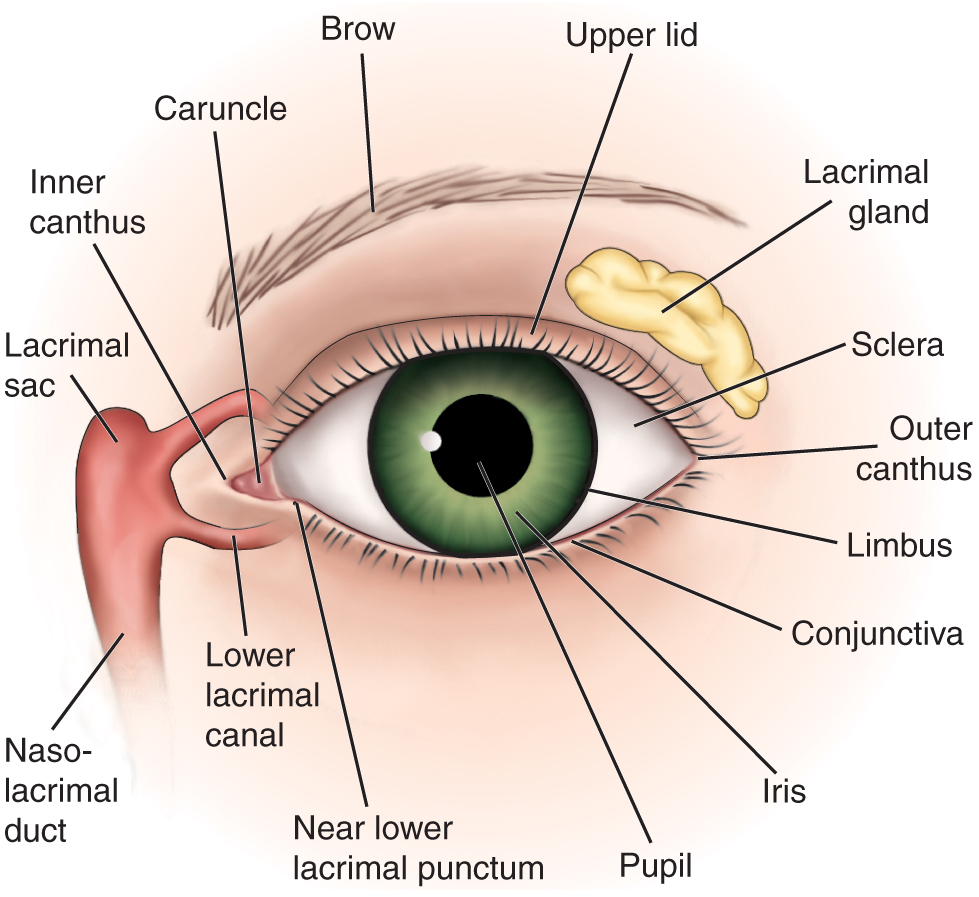 Brow
Upper lid
Caruncle
Inner
canthus
Lacrimal
gland
Lacrimal
sac
Sclera
Outer
canthus
Limbus
Conjunctiva
Lower
lacrimal
canal
Naso-
lacrimal
duct
Iris
Near lower
lacrimal punctum
Pupil